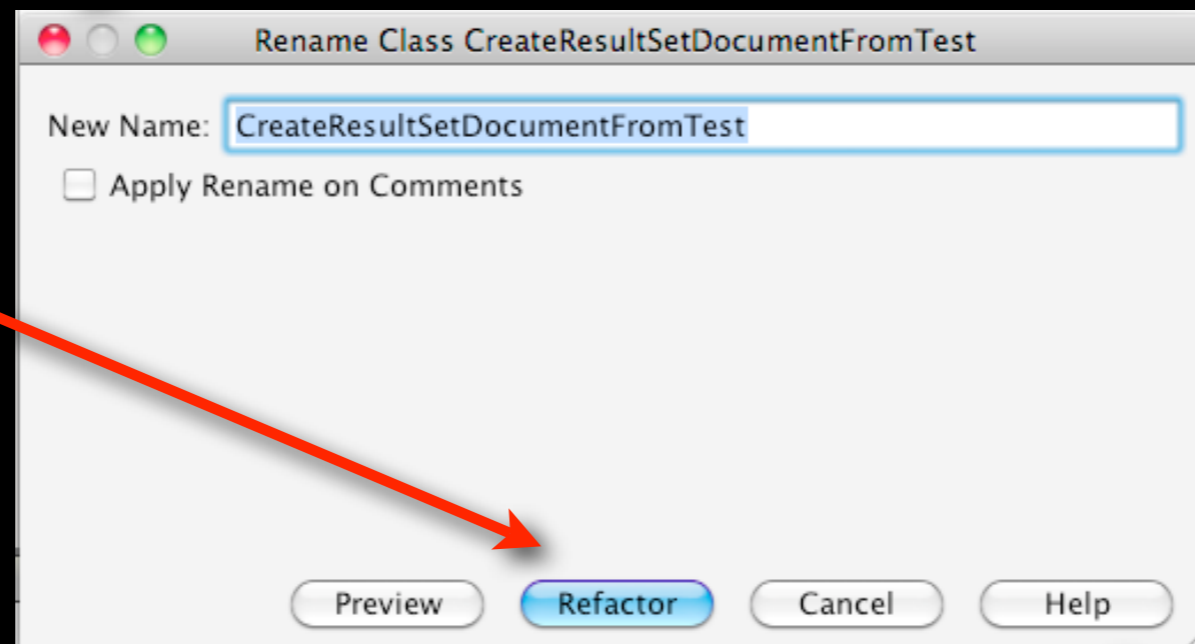 Rename Class CreateResultSetDocumentFromTest
New Name: CreateResultSetDocumentFromTest
Apply Rename on Comments
Preview Refactor Cancel Help